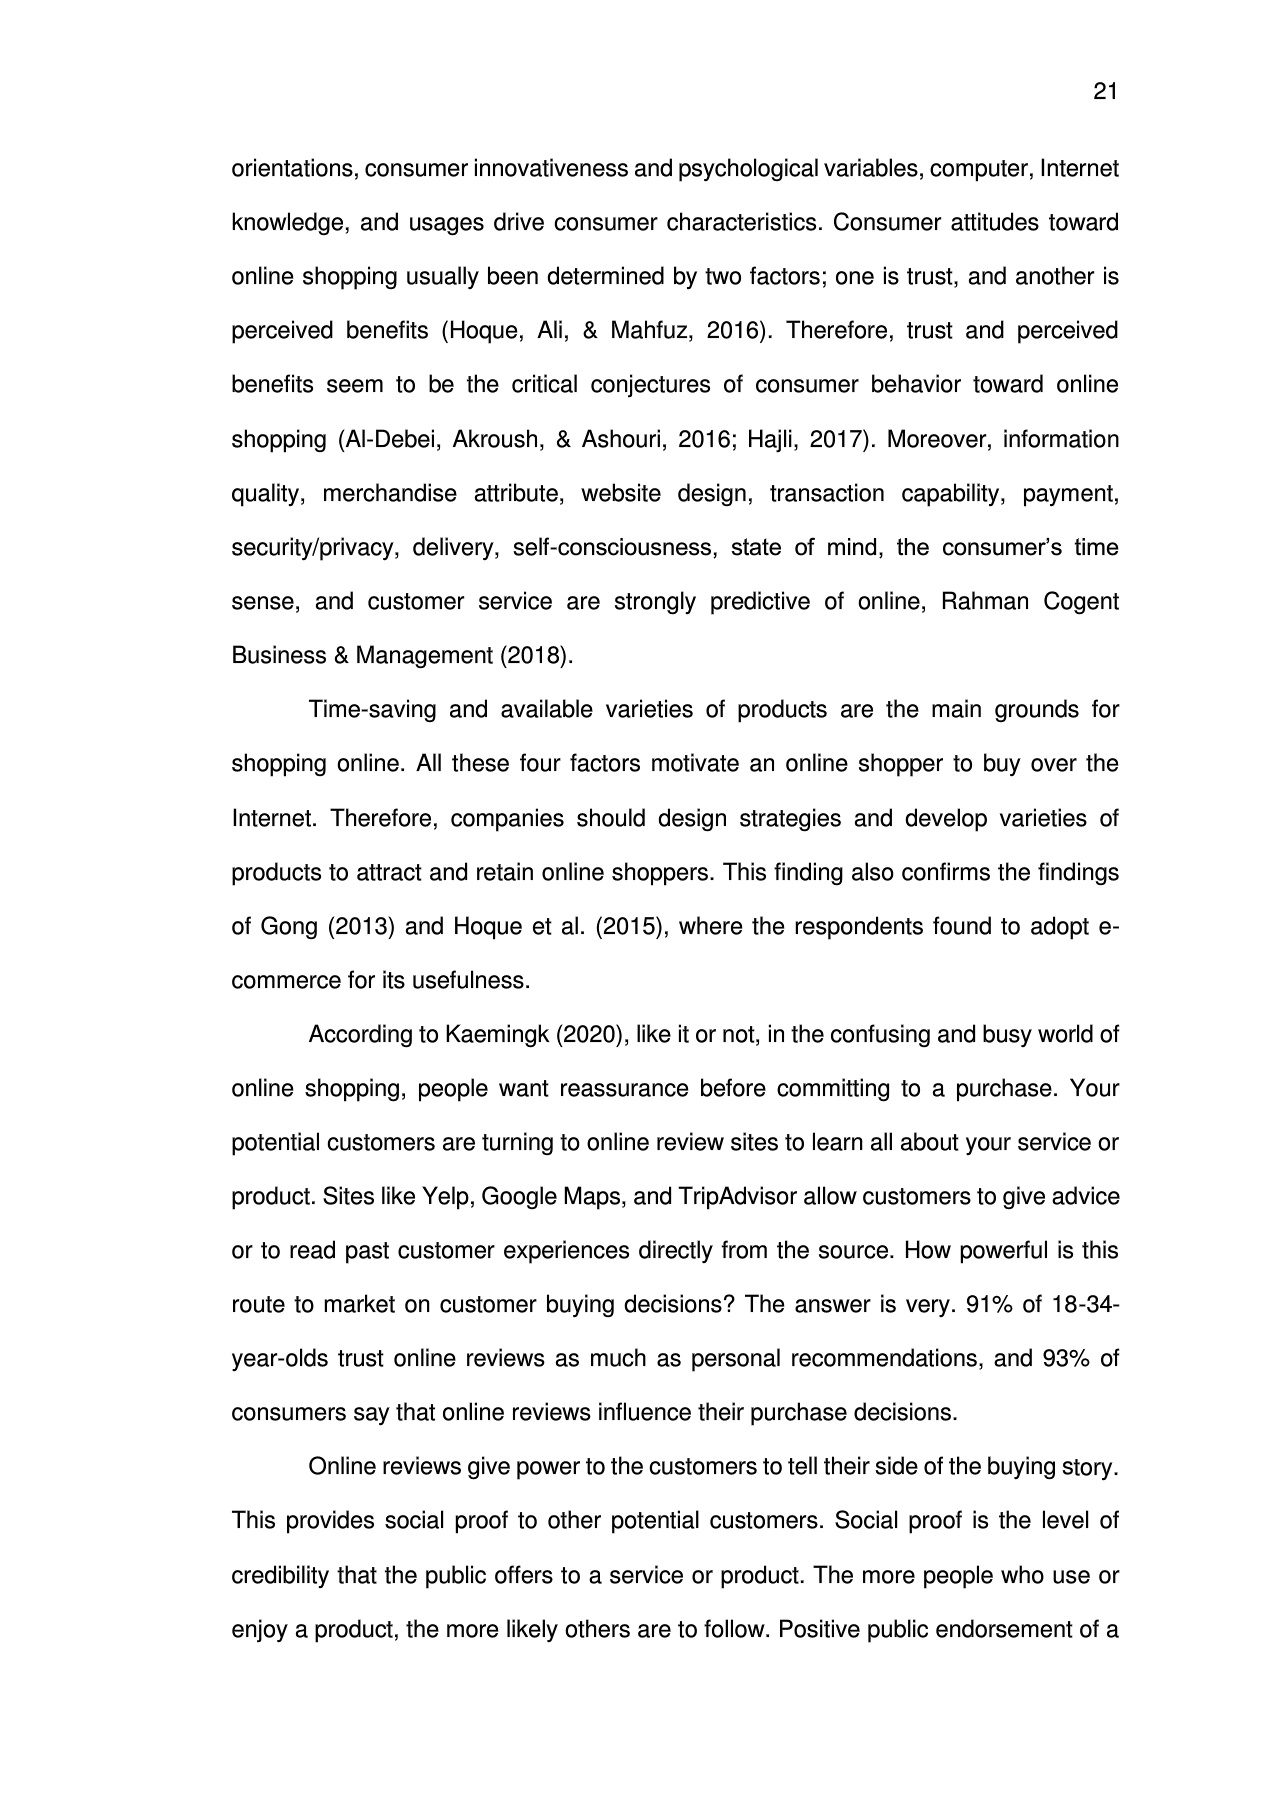 21
orientations, consumer innovativeness and psychological variables, computer, Internet
knowledge, and usages drive consumer characteristics. Consumer attitudes toward
online shopping usually been determined by two factors; one is trust, and another is
perceived benefits (Hoque, Ali, & Mahfuz, 2016). Therefore, trust and perceived
benefits seem to be the critical conjectures of consumer behavior toward online
shopping (Al-Debei, Akroush, & Ashouri, 2016; Hajli, 2017). Moreover, information
quality, merchandise attribute, website design, transaction capability, payment,
security/privacy, delivery, self-consciousness, state of mind, the consumer’s time
sense, and customer service are strongly predictive of online, Rahman Cogent
Business & Management (2018).
Time-saving and available varieties of products are the main grounds for
shopping online. All these four factors motivate an online shopper to buy over the
Internet. Therefore, companies should design strategies and develop varieties of
products to attract and retain online shoppers. This finding also confirms the findings
of Gong (2013) and Hoque et al. (2015), where the respondents found to adopt e-
commerce for its usefulness.
According to Kaemingk (2020), like it or not, in the confusing and busy world of
online shopping, people want reassurance before committing to a purchase. Your
potential customers are turning to online review sites to learn all about your service or
product. Sites like Yelp, Google Maps, and TripAdvisor allow customers to give advice
or to read past customer experiences directly from the source. How powerful is this
route to market on customer buying decisions? The answer is very. 91% of 18-34-
year-olds trust online reviews as much as personal recommendations, and 93% of
consumers say that online reviews influence their purchase decisions.
Online reviews give power to the customers to tell their side of the buying story.
This provides social proof to other potential customers. Social proof is the level of
credibility that the public offers to a service or product. The more people who use or
enjoy a product, the more likely others are to follow. Positive public endorsement of a